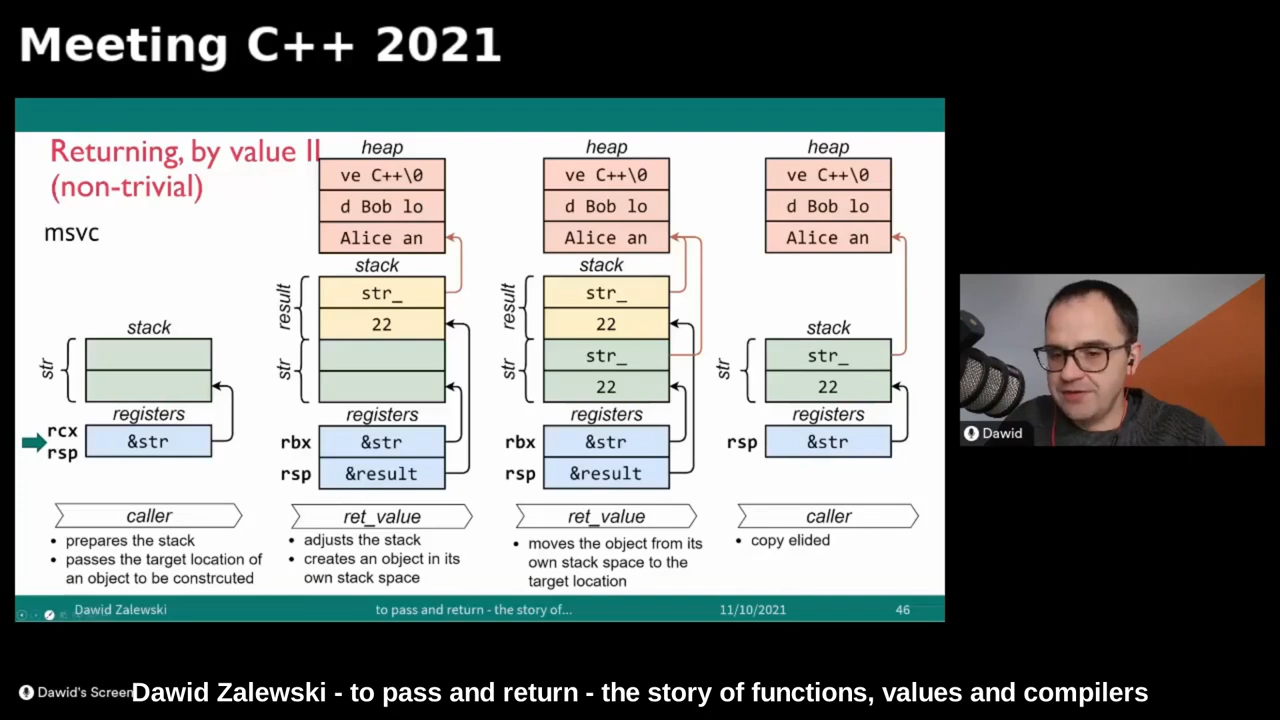 Meeting C++ 2021
Returning, by value II
(non-trivial)
msvc
stack
str
registers
rcx
rsp
&str
caller
• prepares the stack
• passes the target location of
an object to be constrcuted
heap
ve C++\0
d Bob lo
Alice an
stack
result
str_
22
str
registers
rbx
&str
rsp
&result
ret_value
• adjusts the stack
• creates an object in its
own stack space
heap
ve C++\0
d Bob lo
Alice an
stack
result
str_
22
str
str_
22
registers
rbx
&str
rsp
&result
ret_value
• moves the object from its
own stack space to the
target location
heap
ve C++\0
d Bob lo
Alice an
stack
str
str_
22
registers
rsp
&str
caller
• copy elided
Dawid Zalewski
to pass and return - the story of...
11/10/2021
46
Dawid
Dawid's Screen
Dawid Zalewski - to pass and return - the story of functions, values and compilers